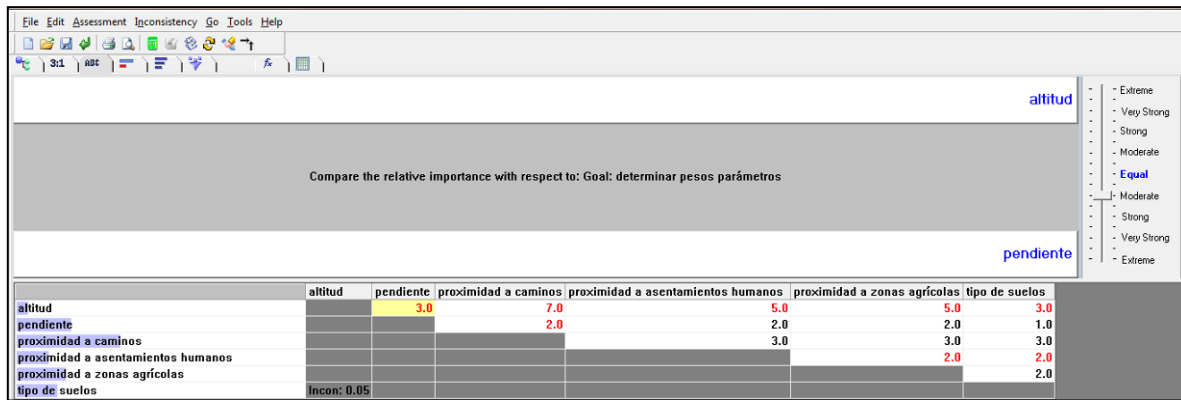 File Edit Assessment Inconsistency Go Tools Help
3:1 ABC fx
altitud
Compare the relative importance with respect to: Goal: determinar pesos parámetros
pendiente
Extreme
Very Strong
Strong
Moderate
Equal
Moderate
Strong
Very Strong
Extreme
altitud pendiente proximidad a caminos proximidad a asentamientos humanos proximidad a zonas agrícolas tipo de suelos
altitud 3.0 7.0 5.0 5.0 3.0
pendiente 2.0 2.0 2.0 1.0
proximidad a caminos 3.0 3.0 3.0
proximidad a asentamientos humanos 2.0 2.0
proximidad a zonas agrícolas 2.0
tipo de suelos Incon: 0.05